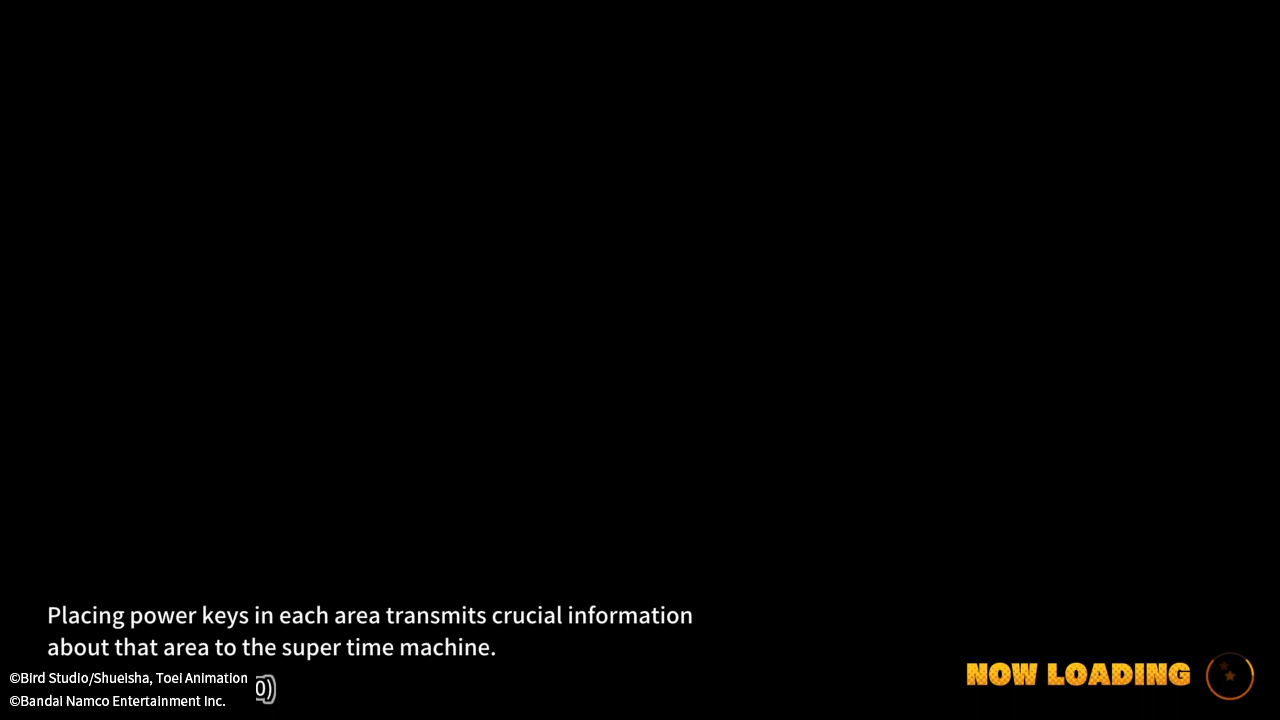 Placing power keys in each area transmits crucial information
about that area to the super time machine.
©Bird Studio/Shueisha, Toei Animation
©Bandai Namco Entertainment Inc.
NOW LOADING